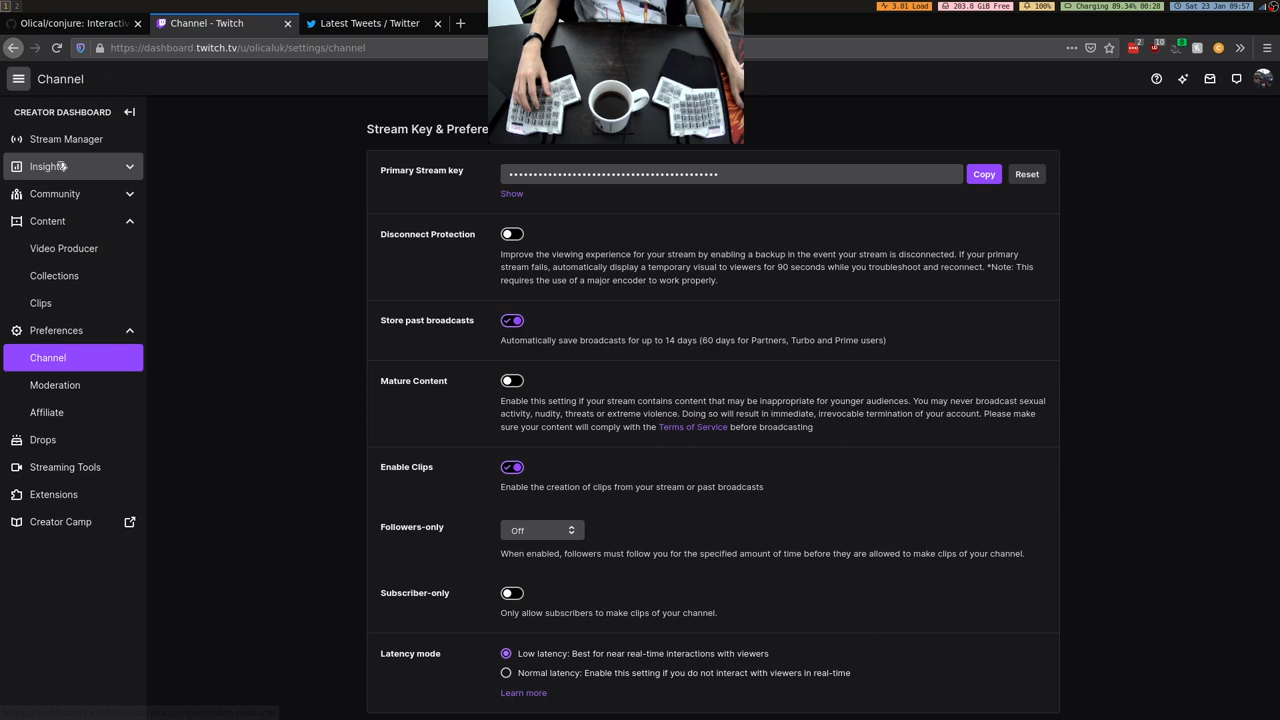 1 2
3.01 Load
203.8 GiB Free
100%
Charging 89.34% 00:28
Sat 23 Jan 09:57
Olical/conjure: Interactiv
Channel - Twitch
Latest Tweets / Twitter
https://dashboard.twitch.tv/u/olicaluk/settings/channel
2
10
8
Channel
CREATOR DASHBOARD
Stream Manager
Insights
Community
Content
Video Producer
Collections
Clips
Preferences
Channel
Moderation
Affiliate
Drops
Streaming Tools
Extensions
Creator Camp
Stream Key & Prefere
Primary Stream key
Copy
Reset
Show
Disconnect Protection
Improve the viewing experience for your stream by enabling a backup in the event your stream is disconnected. If your primary
stream fails, automatically display a temporary visual to viewers for 90 seconds while you troubleshoot and reconnect. *Note: This
requires the use of a major encoder to work properly.
Store past broadcasts
Automatically save broadcasts for up to 14 days (60 days for Partners, Turbo and Prime users)
Mature Content
Enable this setting if your stream contains content that may be inappropriate for younger audiences. You may never broadcast sexual
activity, nudity, threats or extreme violence. Doing so will result in immediate, irrevocable termination of your account. Please make
sure your content will comply with the Terms of Service before broadcasting
Enable Clips
Enable the creation of clips from your stream or past broadcasts
Followers-only
Off
When enabled, followers must follow you for the specified amount of time before they are allowed to make clips of your channel.
Subscriber-only
Only allow subscribers to make clips of your channel.
Latency mode
Low latency: Best for near real-time interactions with viewers
Normal latency: Enable this setting if you do not interact with viewers in real-time
Learn more